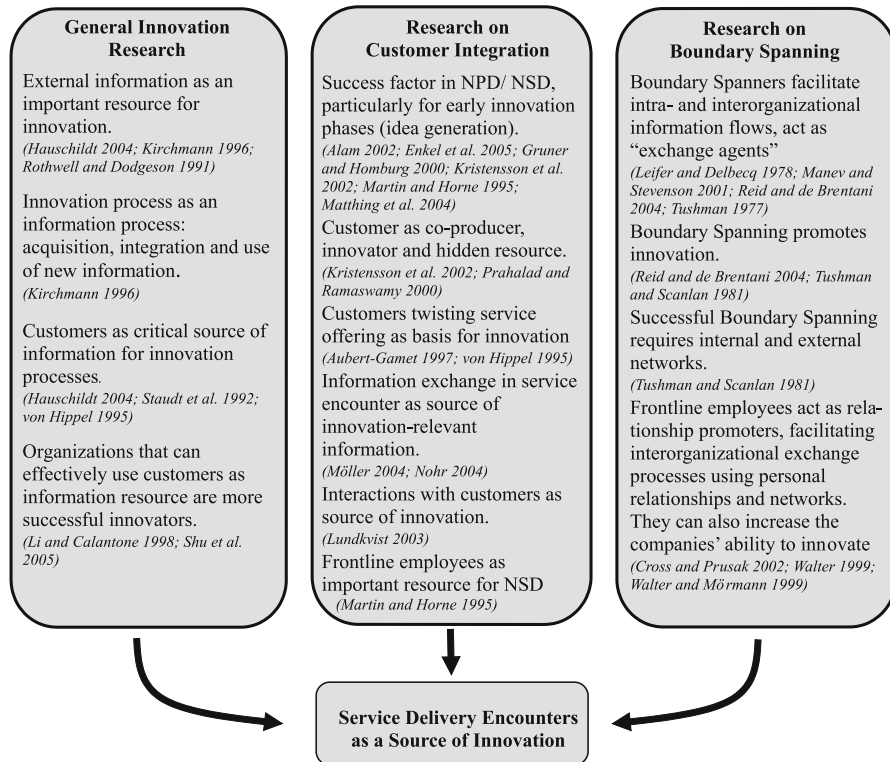 General Innovation
Research
External information as an
important resource for
innovation.
(Hauschildt 2004; Kirchmann 1996;
Rothwell and Dodgeson 1991)
Innovation process as an
information process:
acquisition, integration and use
of new information.
(Kirchmann 1996)
Customers as critical source of
information for innovation
processes.
(Hauschildt 2004; Staudt et al. 1992;
von Hippel 1995)
Organizations that can
effectively use customers as
information resource are more
successful innovators.
(Li and Calantone 1998; Shu et al.
2005)
Research on
Customer Integration
Success factor in NPD/ NSD,
particularly for early innovation
phases (idea generation).
(Alam 2002; Enkel et al. 2005; Gruner
and Homburg 2000; Kristensson et al.
2002; Martin and Horne 1995;
Matthing et al. 2004)
Customer as co-producer,
innovator and hidden resource.
(Kristensson et al. 2002; Prahalad and
Ramaswamy 2000)
Customers twisting service
offering as basis for innovation
(Aubert-Gamet 1997; von Hippel 1995)
Information exchange in service
encounter as source of
innovation-relevant
information.
(Möller 2004; Nohr 2004)
Interactions with customers as
source of innovation.
(Lundkvist 2003)
Frontline employees as
important resource for NSD
(Martin and Horne 1995)
Research on
Boundary Spanning
Boundary Spanners facilitate
intra- and interorganizational
information flows, act as
“exchange agents”
(Leifer and Delbecq 1978; Manev and
Stevenson 2001; Reid and de Brentani
2004; Tushman 1977)
Boundary Spanning promotes
innovation.
(Reid and de Brentani 2004; Tushman
and Scanlan 1981)
Successful Boundary Spanning
requires internal and external
networks.
(Tushman and Scanlan 1981)
Frontline employees act as rela-
tionship promoters, facilitating
interorganizational exchange
processes using personal
relationships and networks.
They can also increase the
companies’ ability to innovate
(Cross and Prusak 2002; Walter 1999;
Walter and Mörmann 1999)
Service Delivery Encounters
as a Source of Innovation